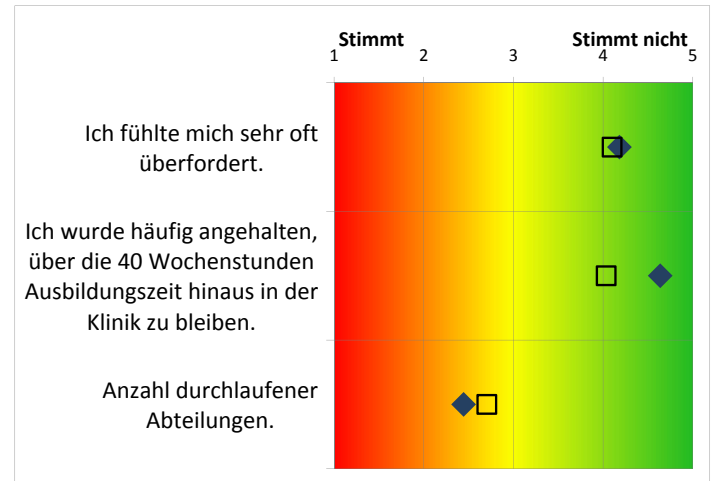 Stimmt Stimmt nicht
1 2 3 4 5
Ich fühlte mich sehr oft
überfordert.
Ich wurde häufig angehalten,
über die 40 Wochenstunden
Ausbildungszeit hinaus in der
Klinik zu bleiben.
Anzahl durchlaufener
Abteilungen.